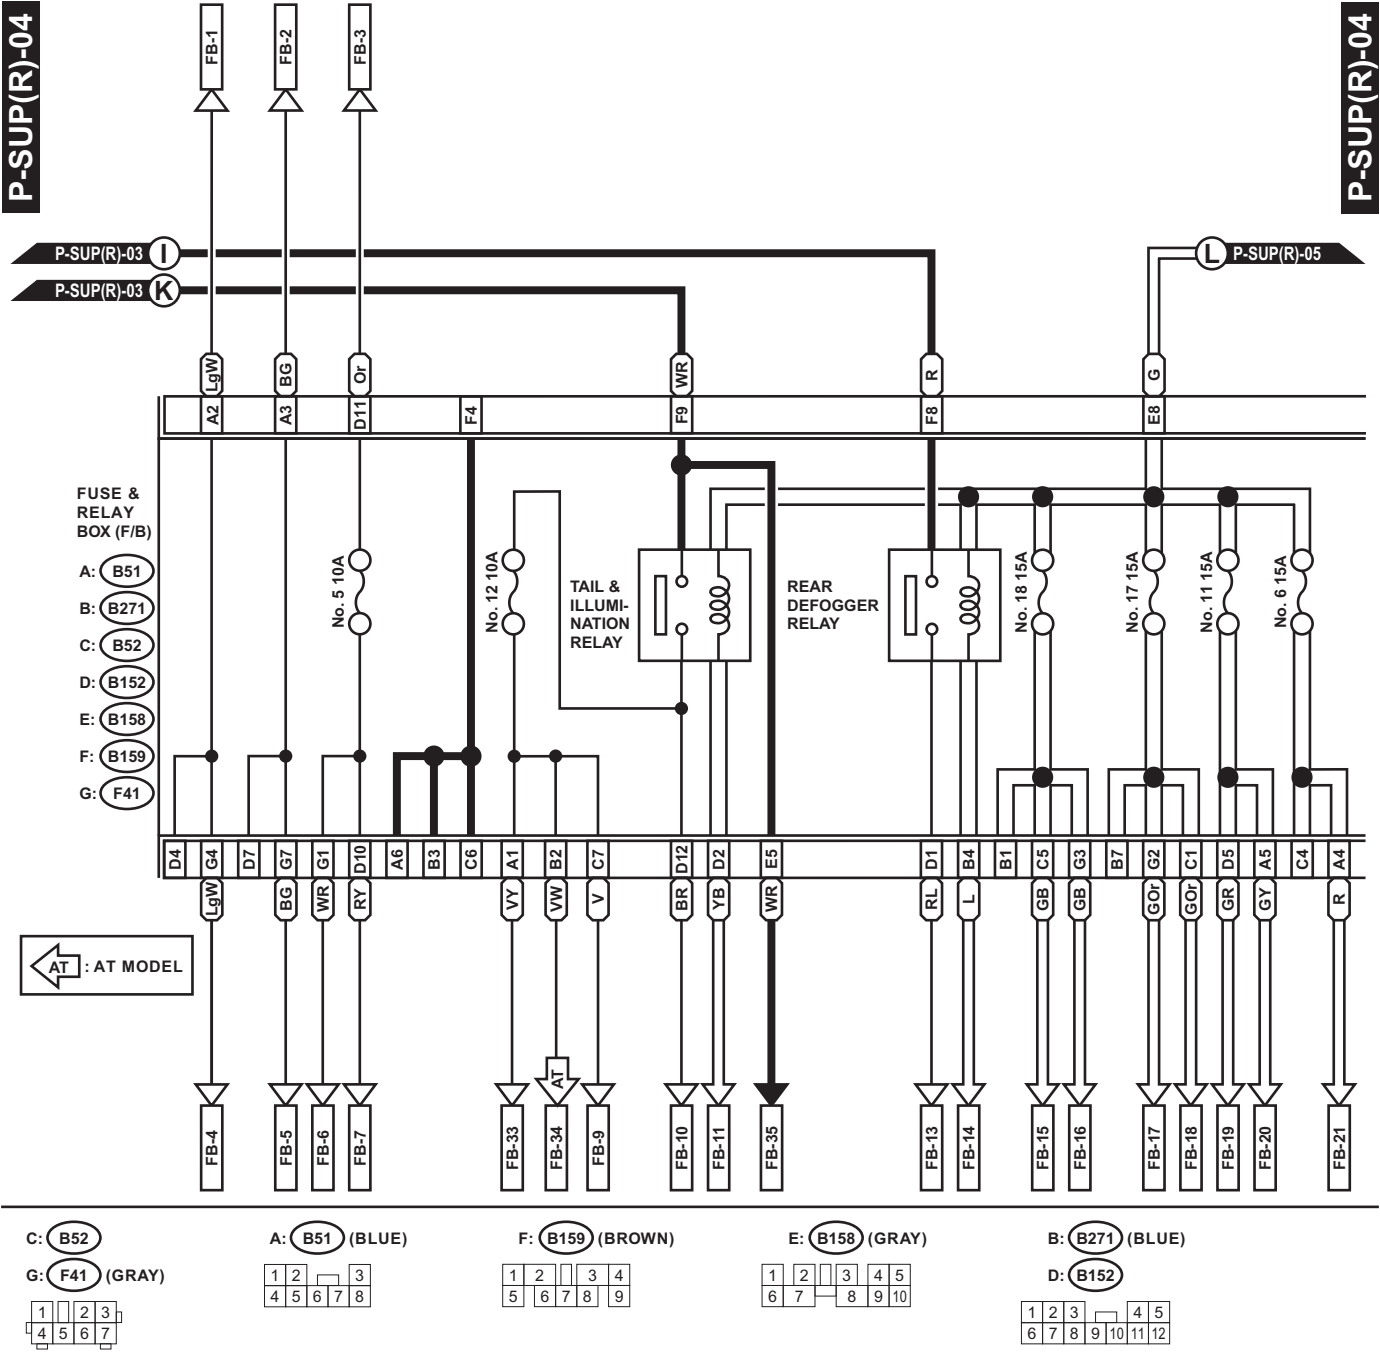 P-SUP(R)-04
P-SUP(R)-04
FB-1
FB-2
FB-3
P-SUP(R)-03 I
L P-SUP(R)-05
P-SUP(R)-03 K
LgW
BG
Or
WR
R
G
A2
A3
D11
F4
F9
F8
E8
FUSE &
RELAY
BOX (F/B)
A: B51
B: B271
C: B52
D: B152
E: B158
F: B159
G: F41
No. 5 10A
No. 12 10A
TAIL &
ILLUMI-
NATION
RELAY
REAR
DEFOGGER
RELAY
No. 18 15A
No. 17 15A
No. 11 15A
No. 6 15A
D4
G4
D7
G7
G1
D10
A6
B3
C6
A1
B2
C7
D12
D2
E5
D1
B4
B1
C5
G3
B7
G2
C1
D5
A5
C4
A4
LgW
BG
WR
RY
VY
VW
V
BR
YB
WR
RL
L
GB
GB
GOr
GOr
GR
GY
R
AT : AT MODEL
AT
FB-4
FB-5
FB-6
FB-7
FB-33
FB-34
FB-9
FB-10
FB-11
FB-35
FB-13
FB-14
FB-15
FB-16
FB-17
FB-18
FB-19
FB-20
FB-21
C: B52
G: F41 (GRAY)
1 2 3
4 5 6 7
A: B51 (BLUE)
1 2 3
4 5 6 7 8
F: B159 (BROWN)
1 2 3 4
5 6 7 8 9
E: B158 (GRAY)
1 2 3 4 5
6 7 8 9 10
B: B271 (BLUE)
D: B152
1 2 3 4 5
6 7 8 9 10 11 12